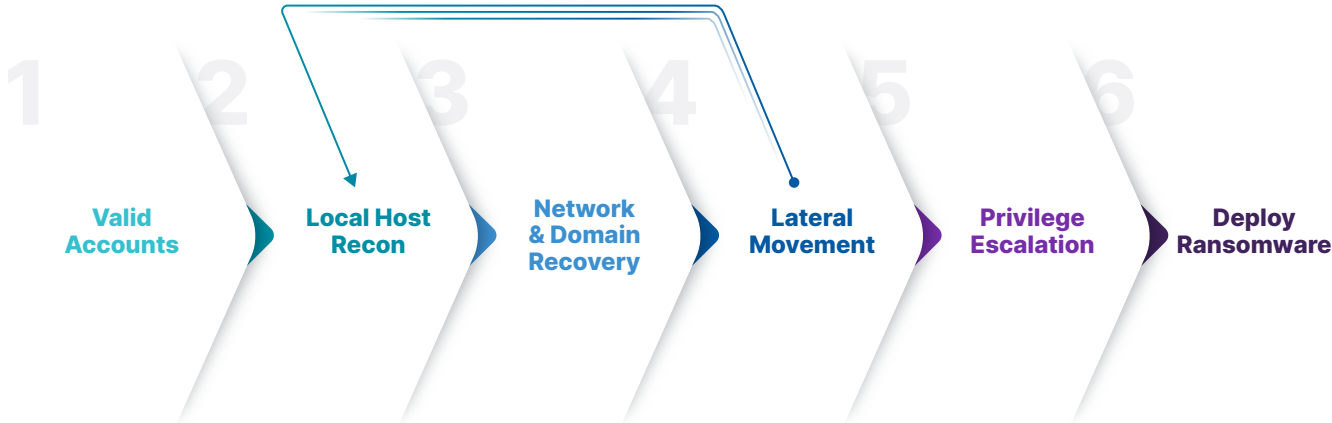 1
2
3
4
5
6
Valid
Accounts
Local Host
Recon
Network
& Domain
Recovery
Lateral
Movement
Privilege
Escalation
Deploy
Ransomware